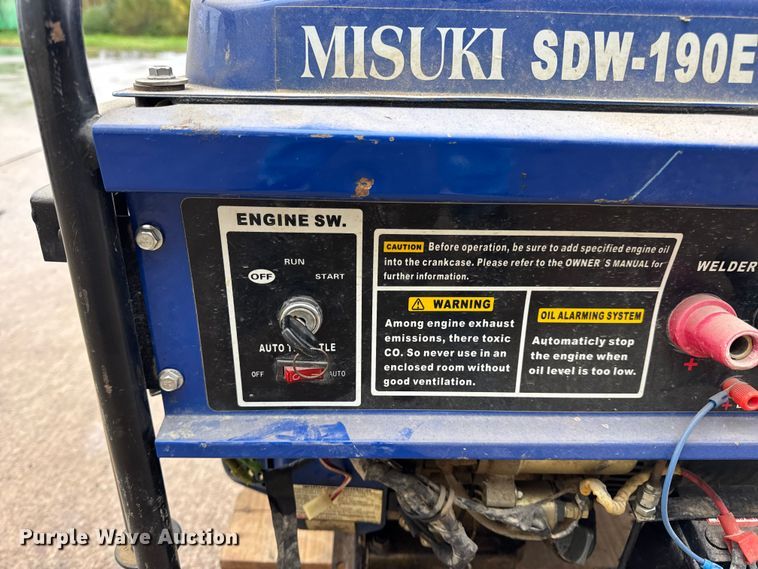 MISUKI SDW-190E
ENGINE SW.
RUN
OFF
START
AUTO
OFF
AUTO
CAUTION Before operation, be sure to add specified engine oil
into the crankcase. Please refer to the OWNER´S MANUAL for
further information.
WARNING
Among engine exhaust
emissions, there toxic
CO. So never use in an
enclosed room without
good ventilation.
OIL ALARMING SYSTEM
Automaticly stop
the engine when
oil level is too low.
WELDER
+
+
Purple Wave Auction